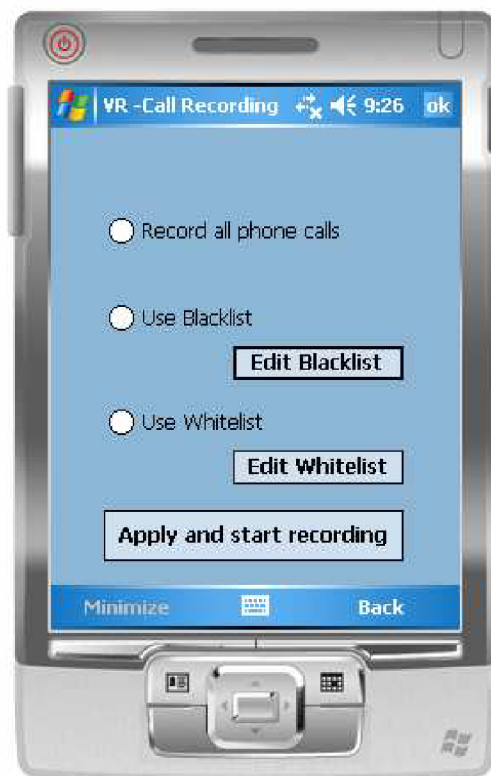 VR -Call Recording 9:26 ok
Record all phone calls
Use Blacklist
Edit Blacklist
Use Whitelist
Edit Whitelist
Apply and start recording
Minimize Back